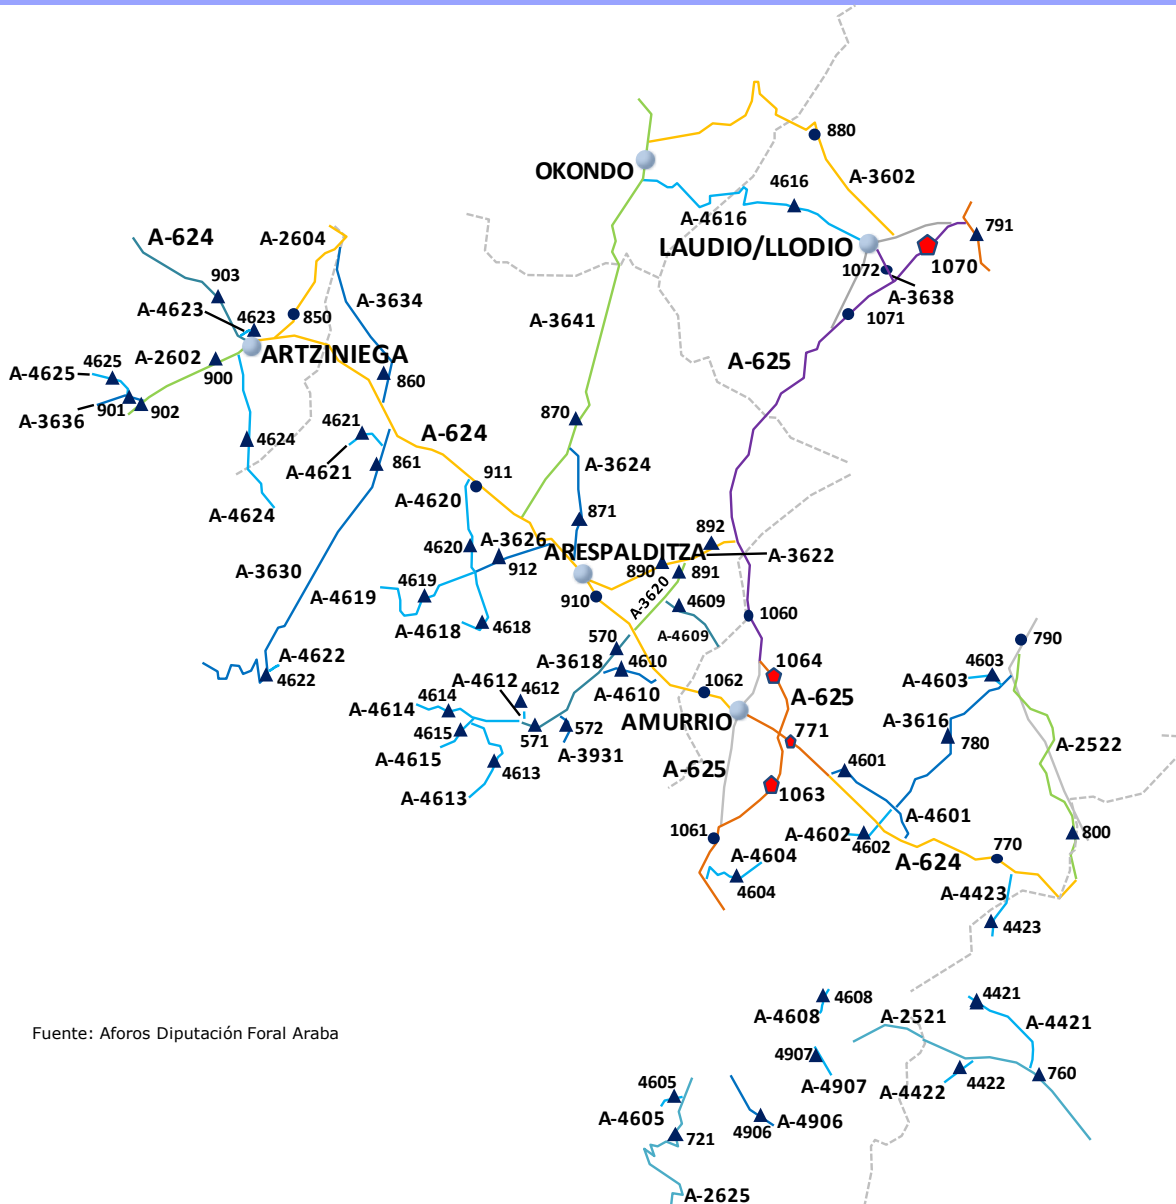 880
OKONDO
A-3602
4616
A-4616
791
LAUDIO/LLODIO
1070
1072
A-3638
1071
A-624
A-2604
903
A-4623
4623
850
A-3634
A-3641
A-625
ARTZINIEGA
A-2602
4625
A-4625
900
860
A-3636
901
902
870
4621
A-624
4624
A-4621
861
911
A-3624
A-4620
A-4624
871
892
A-3626
4620
ARESPALDITZA
A-3622
912
890
891
A-3630
4619
A-4619
910
A-3620
4609
1060
A-4618
4618
570
A-4609
790
A-4622
4622
A-3618
4610
1064
4603
A-4603
A-4612
4612
1062
A-4610
A-625
4614
A-4614
AMURRIO
A-3616
4615
571
572
771
780
A-2522
A-4615
A-3931
A-625
4601
4613
A-4613
1063
A-4601
1061
A-4602
4602
800
A-4604
770
A-624
4604
A-4423
4423
4608
4421
A-4608
A-2521
A-4421
Fuente: Aforos Diputación Foral Araba
4907
A-4907
4422
760
A-4422
4605
A-4605
A-4906
4906
721
A-2625